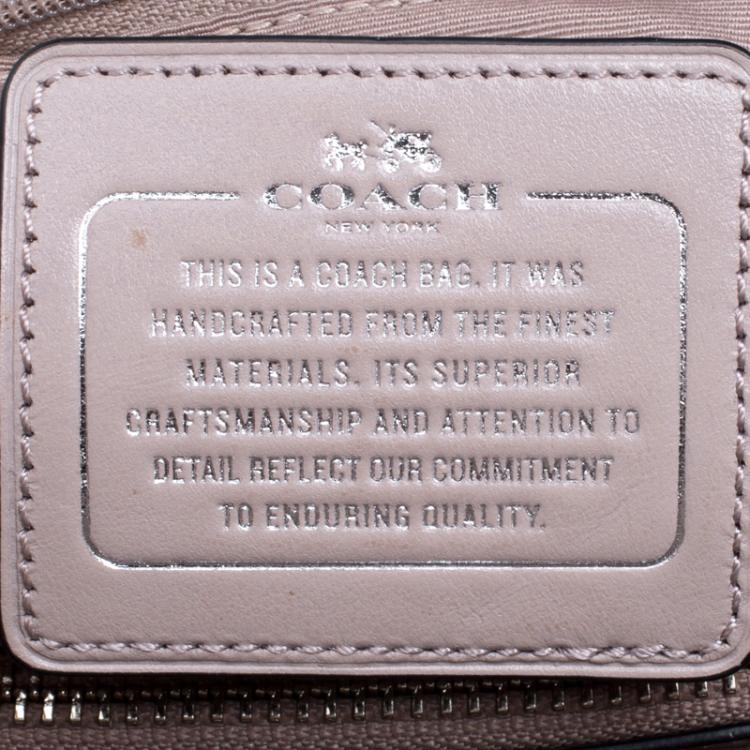 COACH
NEW YORK
THIS IS A COACH BAG. IT WAS
HANDCRAFTED FROM THE FINEST
MATERIALS. ITS SUPERIOR
CRAFTSMANSHIP AND ATTENTION TO
DETAIL REFLECT OUR COMMITMENT
TO ENDURING QUALITY.